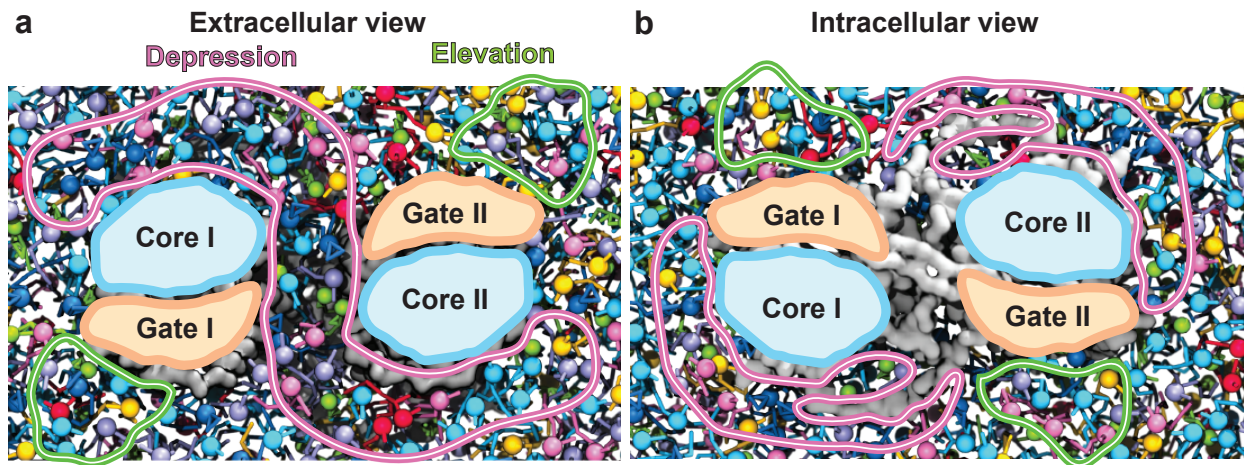 a Extracellular view
Depression Elevation
Core I
Gate I
Gate II
Core II
b Intracellular view
Gate I
Core I
Core II
Gate II